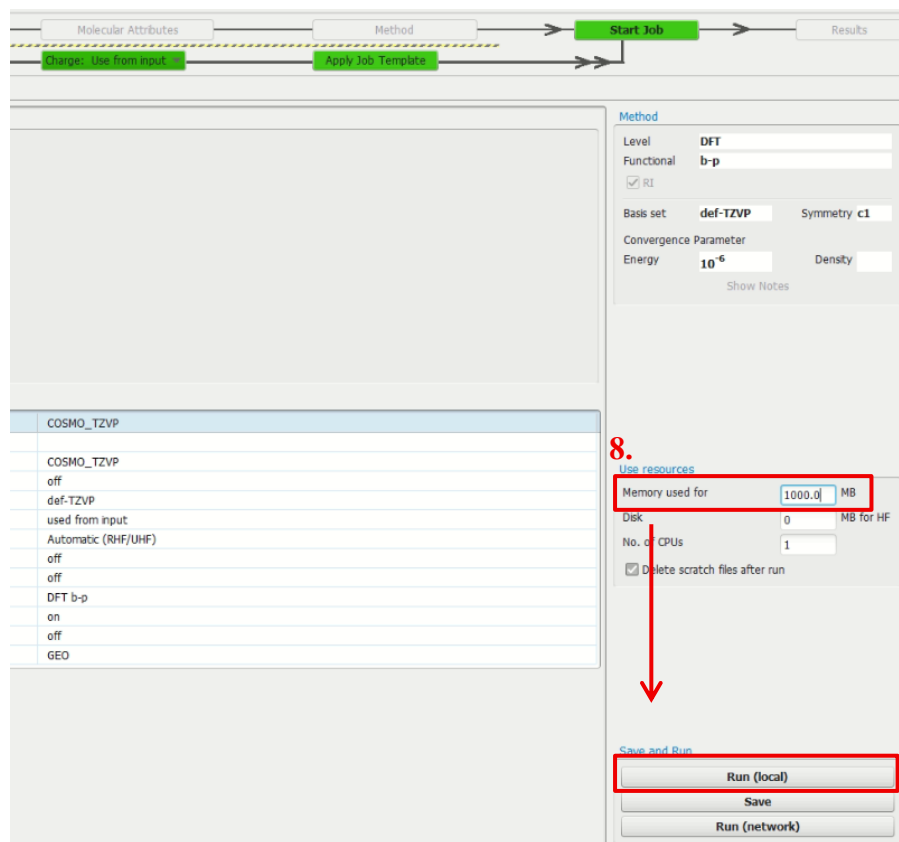 Molecular Attributes Method Start Job Results
Charge: Use from input Apply Job Template
Method
Level DFT
Functional b-p
RI
Basis set def-TZVP Symmetry c1
Convergence Parameter
Energy 10⁻⁶ Density
Show Notes
COSMO_TZVP
COSMO_TZVP
off
def-TZVP
used from input
Automatic (RHF/UHF)
off
off
DFT b-p
on
off
GEO
8.
Use resources
Memory used for 1000.0 MB
Disk 0 MB for HF
No. of CPUs 1
Delete scratch files after run
Save and Run
Run (local)
Save
Run (network)